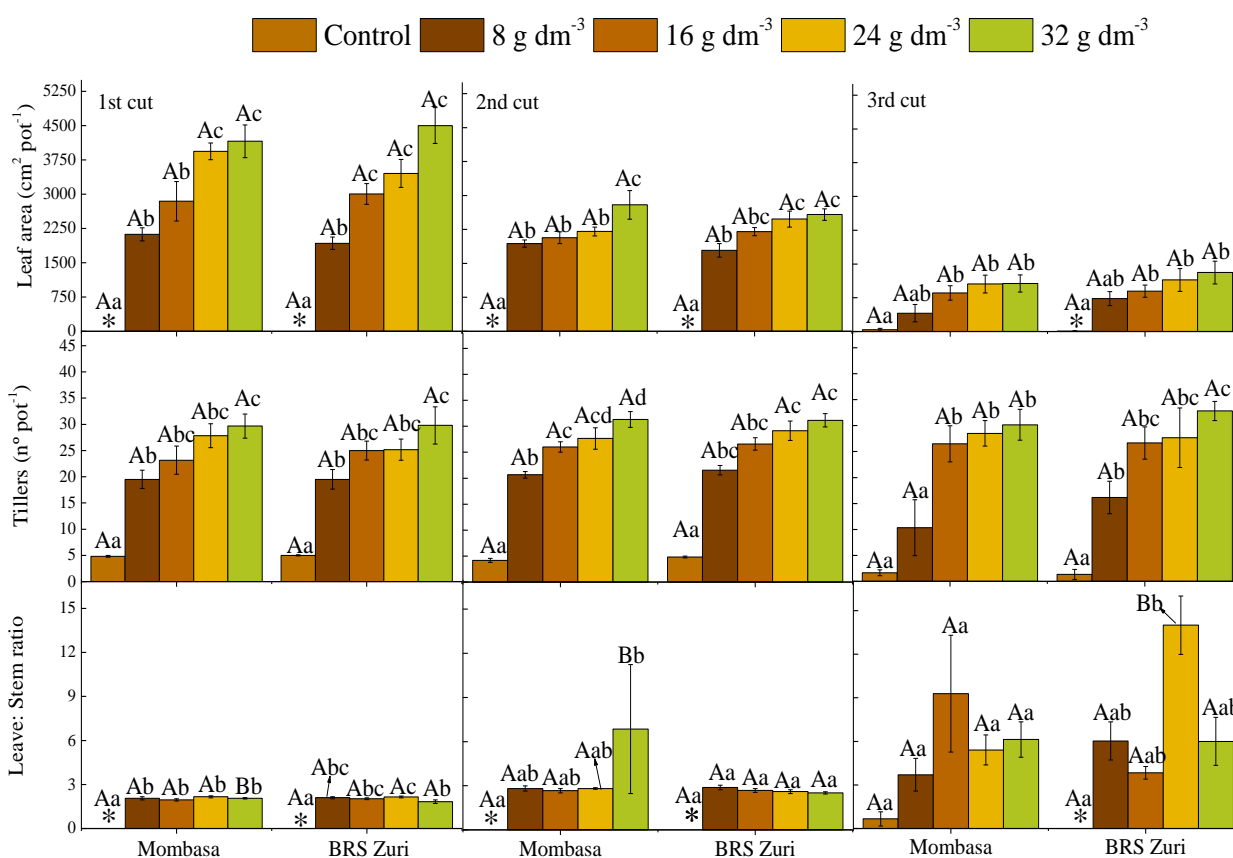 Control 8 g dm⁻³ 16 g dm⁻³ 24 g dm⁻³ 32 g dm⁻³
Leaf area (cm² pot⁻¹)
5250
4500
3750
3000
2250
1500
750
0
1st cut
Aa Ab Ab Ac Ac Aa Ab Ac Ac Ac
* *
2nd cut
Aa Ab Ab Ab Ac Aa Ab Abc Ac Ac
* *
3rd cut
Aa Aab Ab Ab Ab Aa Aab Ab Ab Ab
*
Tillers (nº pot⁻¹)
45
40
35
30
25
20
15
10
5
0
Aa Ab Abc Abc Ac Aa Ab Abc Abc Ac
Aa Ab Ac Acd Ad Aa Abc Abc Ac Ac
Aa Aa Ab Ab Ab Aa Ab Abc Abc Ac
Leave: Stem ratio
15
12
9
6
3
0
Aa Ab Ab Ab Bb Aa Abc Abc Ac Ab
* *
Aa Aab Aab Aab Bb Aa Aa Aa Aa Aa
* *
Aa Aa Aa Aa Aa Aa Aab Aab Bb Aab
*
Mombasa BRS Zuri Mombasa BRS Zuri Mombasa BRS Zuri